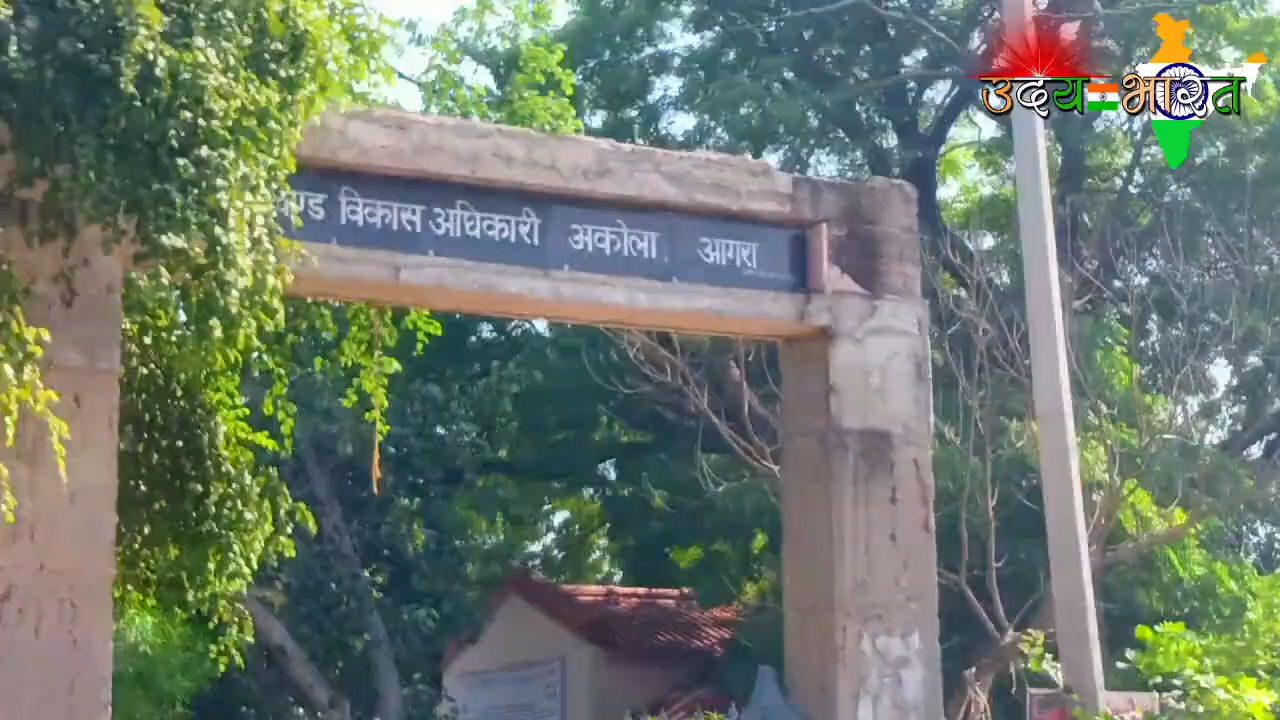 उदय भारत
विकास अधिकारी अकोला आगरा